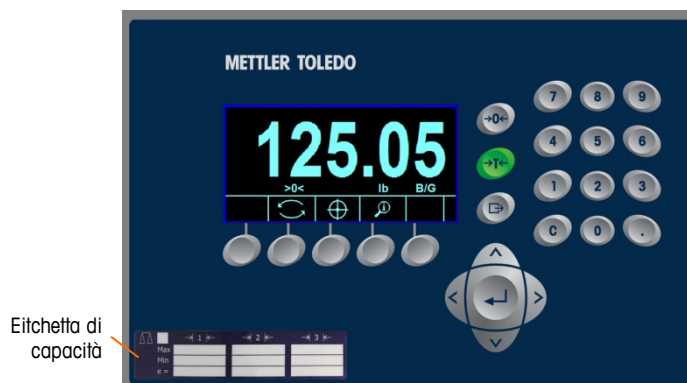 METTLER TOLEDO
125.05
>0< lb B/G
→0←
→T←
7 8 9
4 5 6
1 2 3
C 0 .
Eitchetta di
capacità
→| 1 |← →| 2 |← →| 3 |←
Max
Min
e =